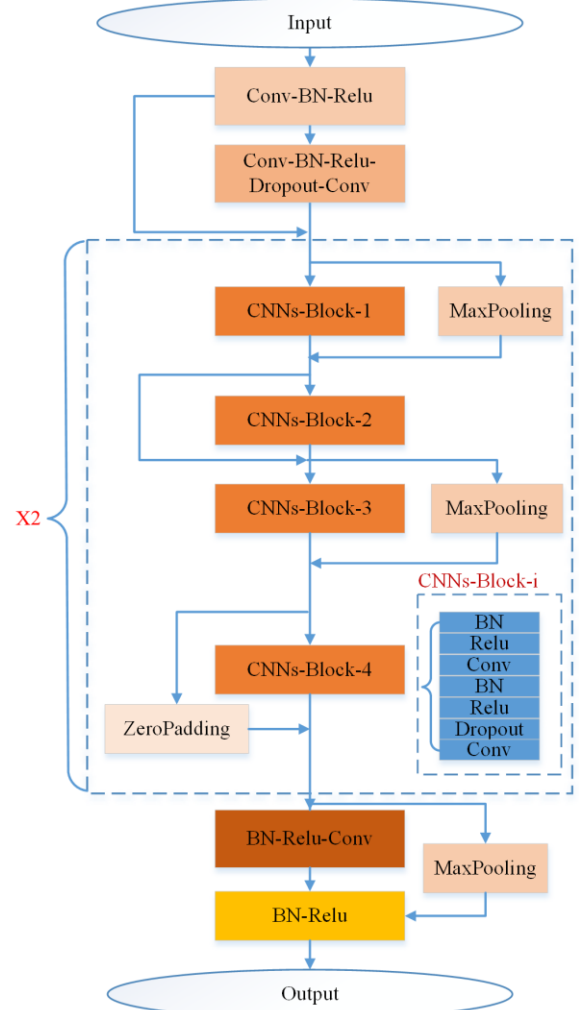 Input
Conv-BN-Relu
Conv-BN-Relu-
Dropout-Conv
CNNs-Block-1
MaxPooling
CNNs-Block-2
CNNs-Block-3
MaxPooling
X2
CNNs-Block-i
BN
Relu
Conv
BN
Relu
Dropout
Conv
CNNs-Block-4
ZeroPadding
BN-Relu-Conv
MaxPooling
BN-Relu
Output